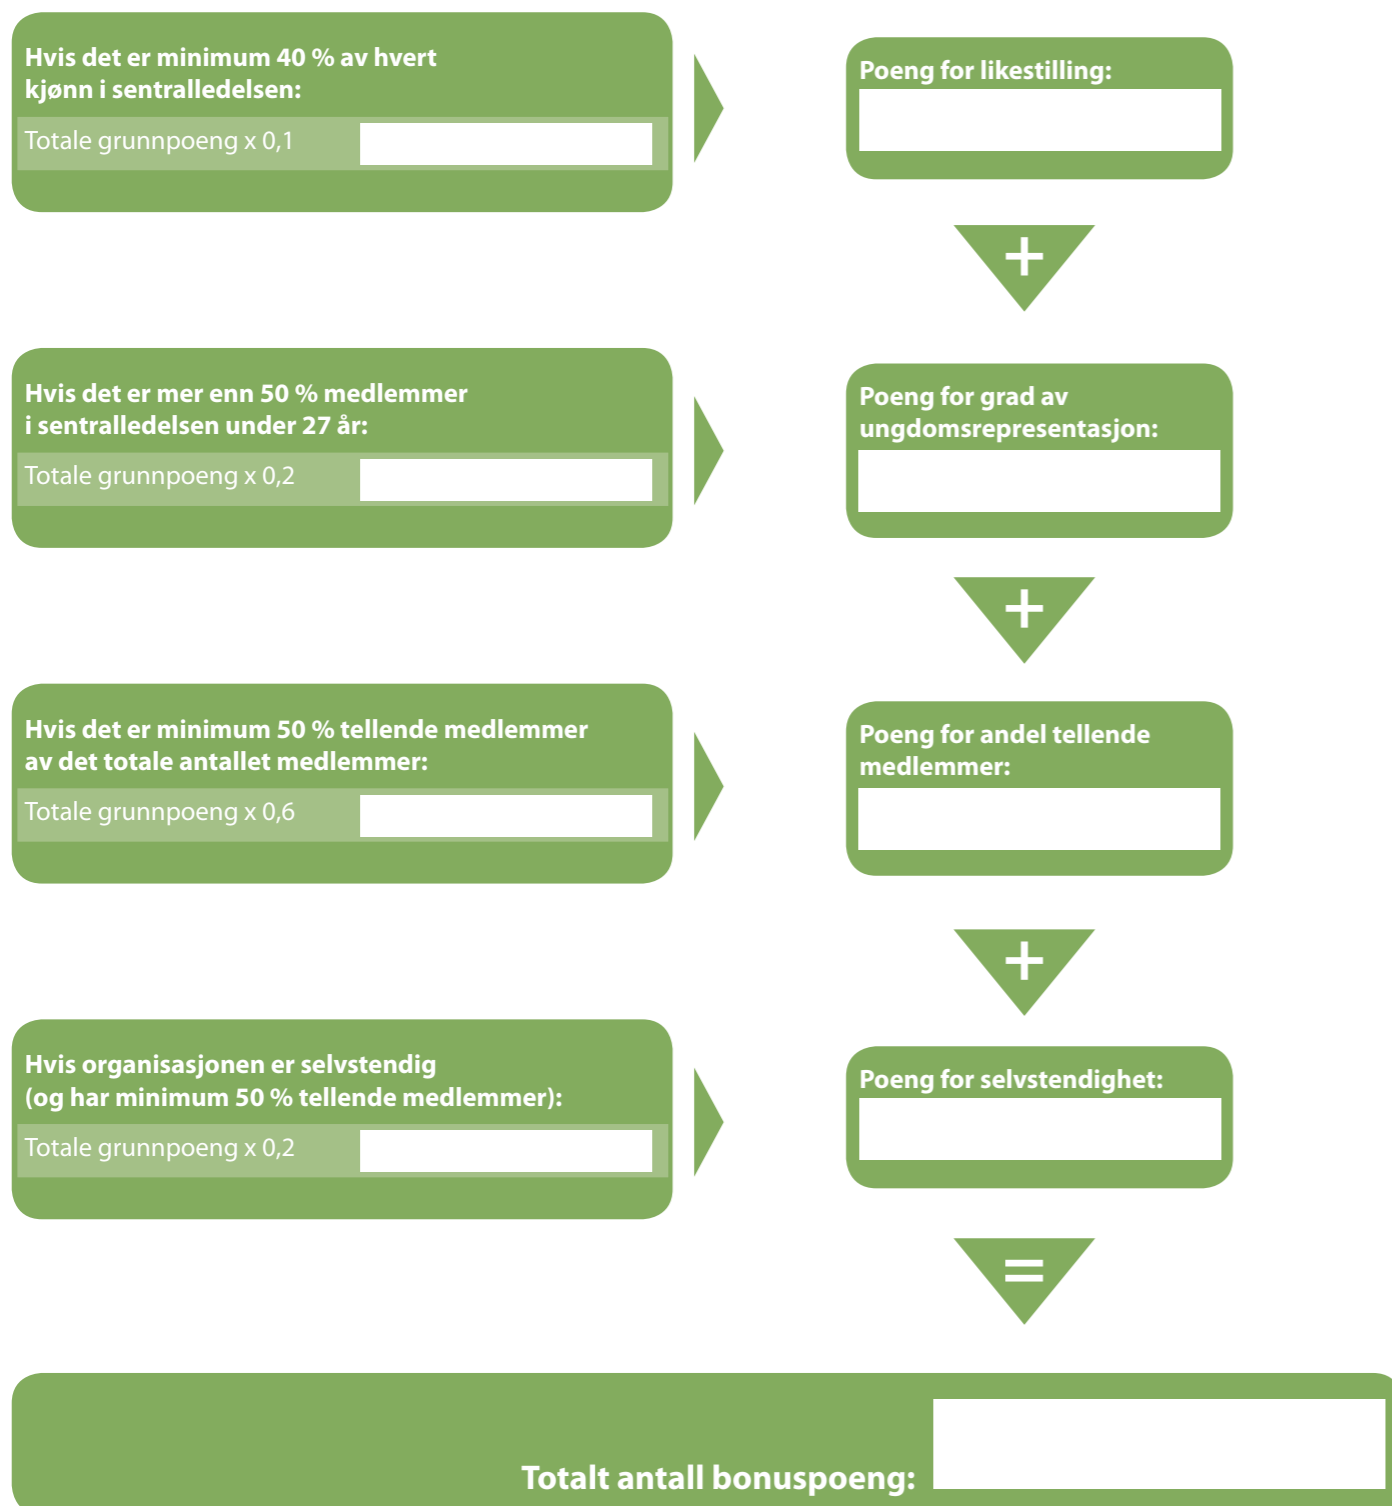 Hvis det er minimum 40 % av hvert
kjønn i sentralledelsen:
Totale grunnpoeng x 0,1
Poeng for likestilling:
+
Hvis det er mer enn 50 % medlemmer
i sentralledelsen under 27 år:
Totale grunnpoeng x 0,2
Poeng for grad av
ungdomsrepresentasjon:
+
Hvis det er minimum 50 % tellende medlemmer
av det totale antallet medlemmer:
Totale grunnpoeng x 0,6
Poeng for andel tellende
medlemmer:
+
Hvis organisasjonen er selvstendig
(og har minimum 50 % tellende medlemmer):
Totale grunnpoeng x 0,2
Poeng for selvstendighet:
=
Totalt antall bonuspoeng: